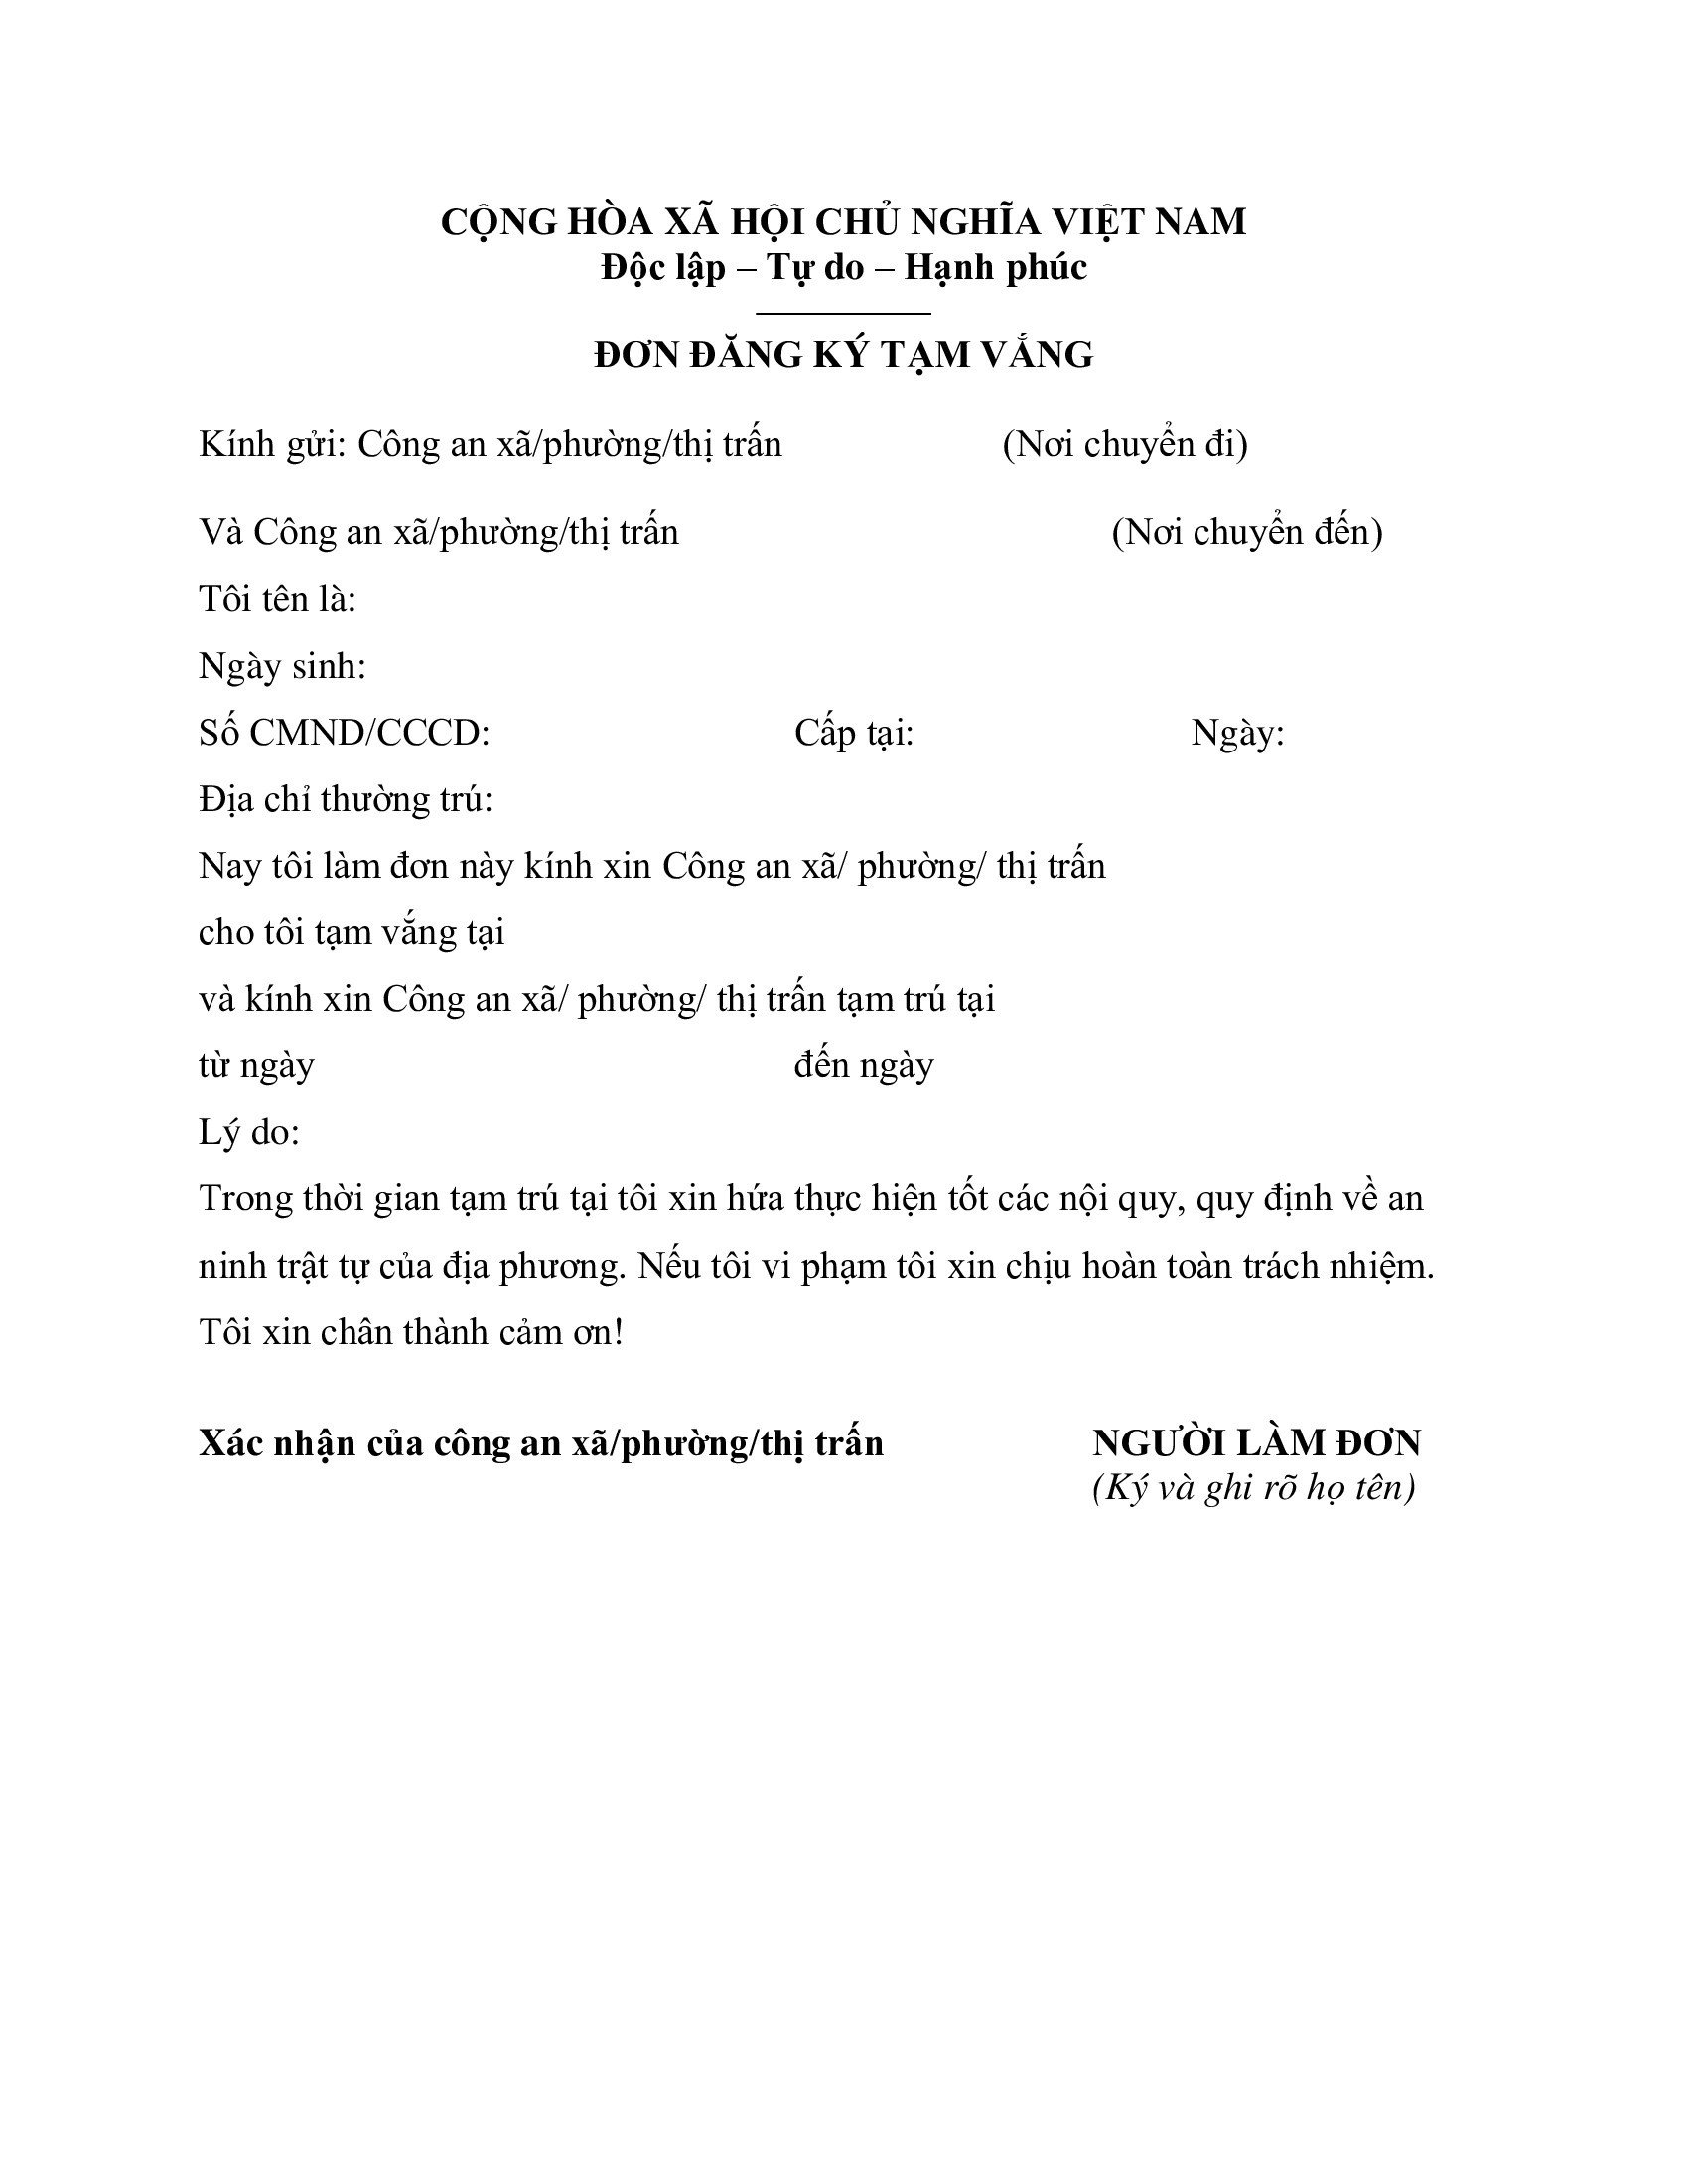 CỘNG HÒA XÃ HỘI CHỦ NGHĨA VIỆT NAM
Độc lập – Tự do – Hạnh phúc
ĐƠN ĐĂNG KÝ TẠM VẮNG
Kính gửi: Công an xã/phường/thị trấn (Nơi chuyển đi)
Và Công an xã/phường/thị trấn (Nơi chuyển đến)
Tôi tên là:
Ngày sinh:
Số CMND/CCCD: Cấp tại: Ngày:
Địa chỉ thường trú:
Nay tôi làm đơn này kính xin Công an xã/ phường/ thị trấn
cho tôi tạm vắng tại
và kính xin Công an xã/ phường/ thị trấn tạm trú tại
từ ngày đến ngày
Lý do:
Trong thời gian tạm trú tại tôi xin hứa thực hiện tốt các nội quy, quy định về an
ninh trật tự của địa phương. Nếu tôi vi phạm tôi xin chịu hoàn toàn trách nhiệm.
Tôi xin chân thành cảm ơn!
Xác nhận của công an xã/phường/thị trấn NGƯỜI LÀM ĐƠN
(Ký và ghi rõ họ tên)